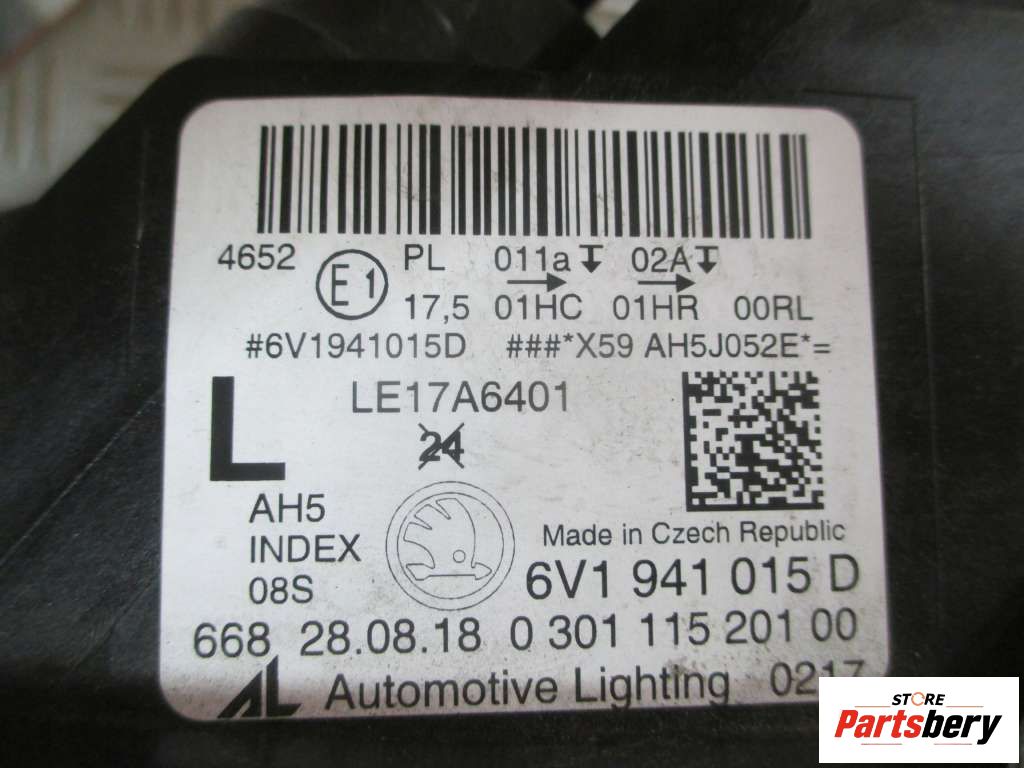 4652 E1 PL 011a 02A
17,5 01HC 01HR 00RL
#6V1941015D ###*X59 AH5J052E*=
LE17A6401
L
24
AH5
INDEX
08S
Made in Czech Republic
6V1 941 015 D
668 28.08.18 0 301 115 201 00
AL Automotive Lighting 0217
STORE
Partsbery